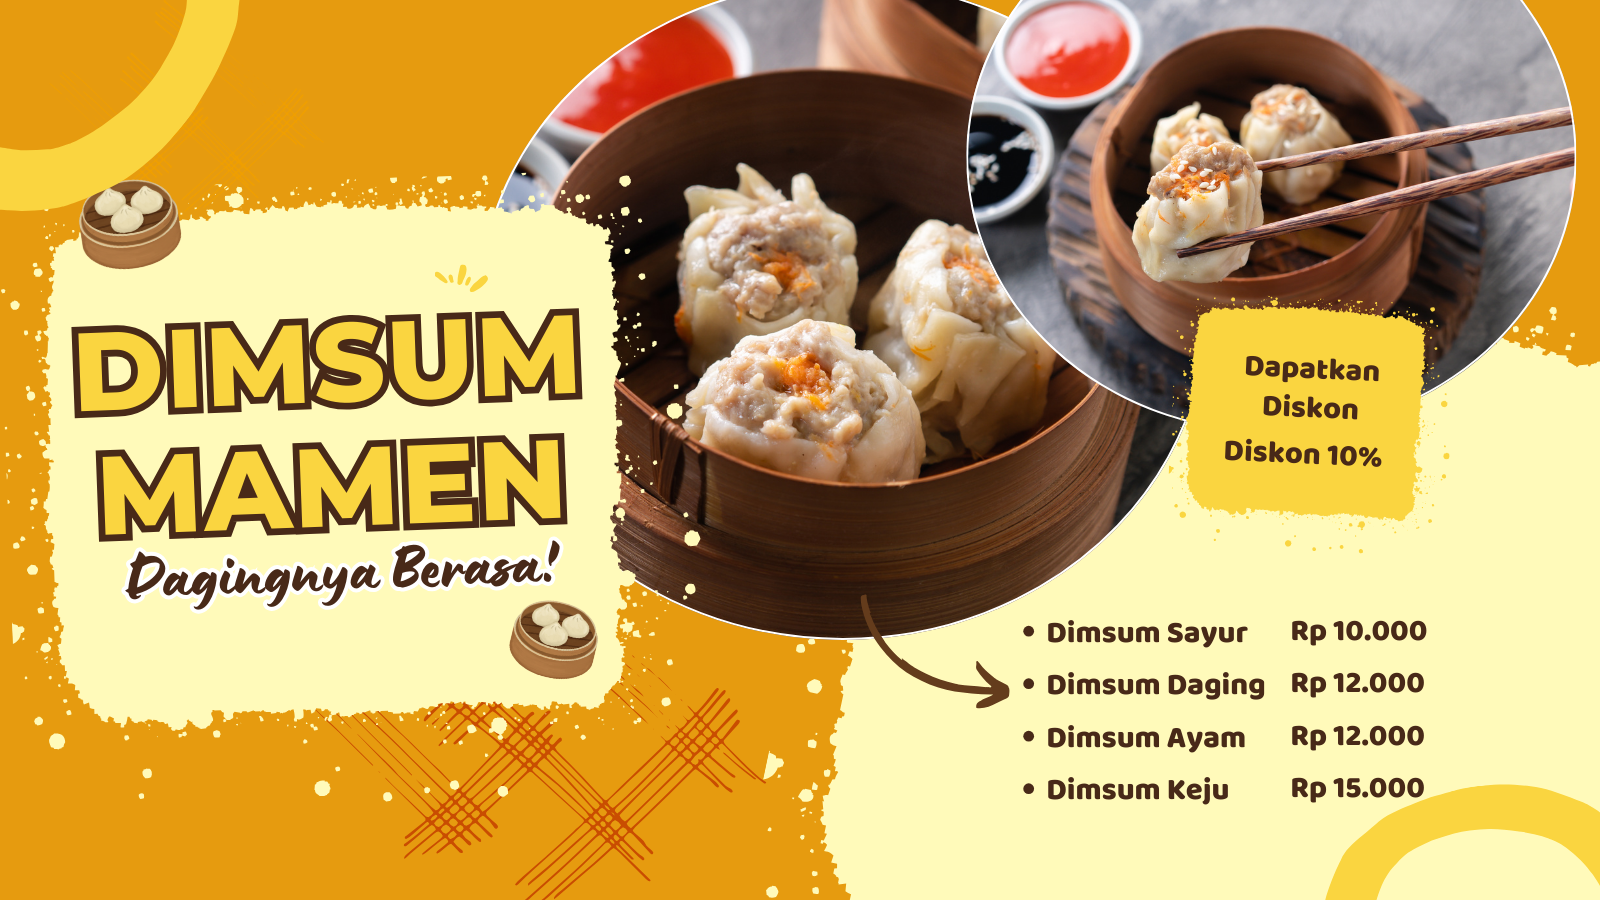 DIMSUM
MAMEN
Dagingnya Berasa!
Dapatkan
Diskon
Diskon 10%
• Dimsum Sayur Rp 10.000
• Dimsum Daging Rp 12.000
• Dimsum Ayam Rp 12.000
• Dimsum Keju Rp 15.000